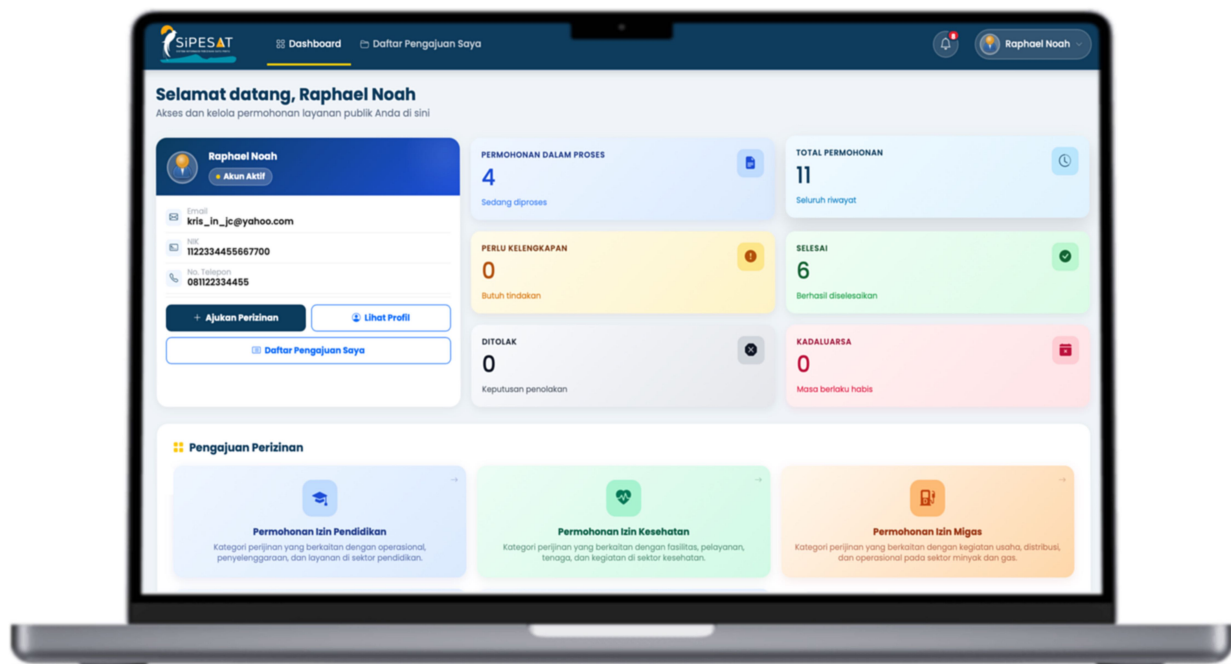 SiPESAT
Dashboard
Daftar Pengajuan Saya
Raphael Noah
Selamat datang, Raphael Noah
Akses dan kelola permohonan layanan publik Anda di sini
Raphael Noah
Akun Aktif
Email
kris_in_jc@yahoo.com
NIK
1122334455667700
No. Telepon
081122334455
+ Ajukan Perizinan
Lihat Profil
Daftar Pengajuan Saya
PERMOHONAN DALAM PROSES
4
Sedang diproses
TOTAL PERMOHONAN
11
Seluruh riwayat
PERLU KELENGKAPAN
0
Butuh tindakan
SELESAI
6
Berhasil diselesaikan
DITOLAK
0
Keputusan penolakan
KADALUARSA
0
Masa berlaku habis
Pengajuan Perizinan
Permohonan Izin Pendidikan
Kategori perijinan yang berkaitan dengan operasional,
penyelenggaraan, dan layanan di sektor pendidikan.
Permohonan Izin Kesehatan
Kategori perijinan yang berkaitan dengan fasilitas, pelayanan,
tenaga, dan kegiatan di sektor kesehatan.
Permohonan Izin Migas
Kategori perijinan yang berkaitan dengan kegiatan usaha, distribusi,
dan operasional pada sektor minyak dan gas.